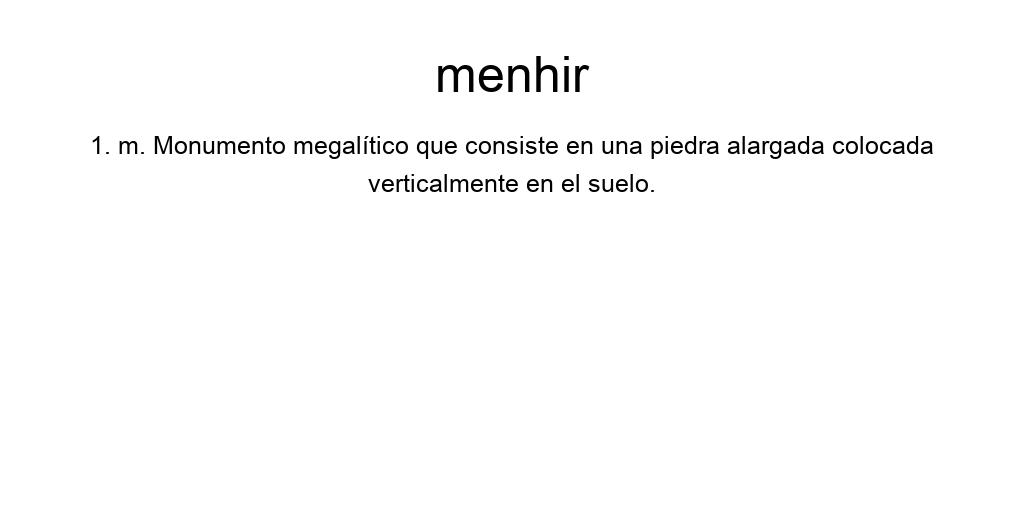 menhir
1. m. Monumento megalítico que consiste en una piedra alargada colocada
verticalmente en el suelo.